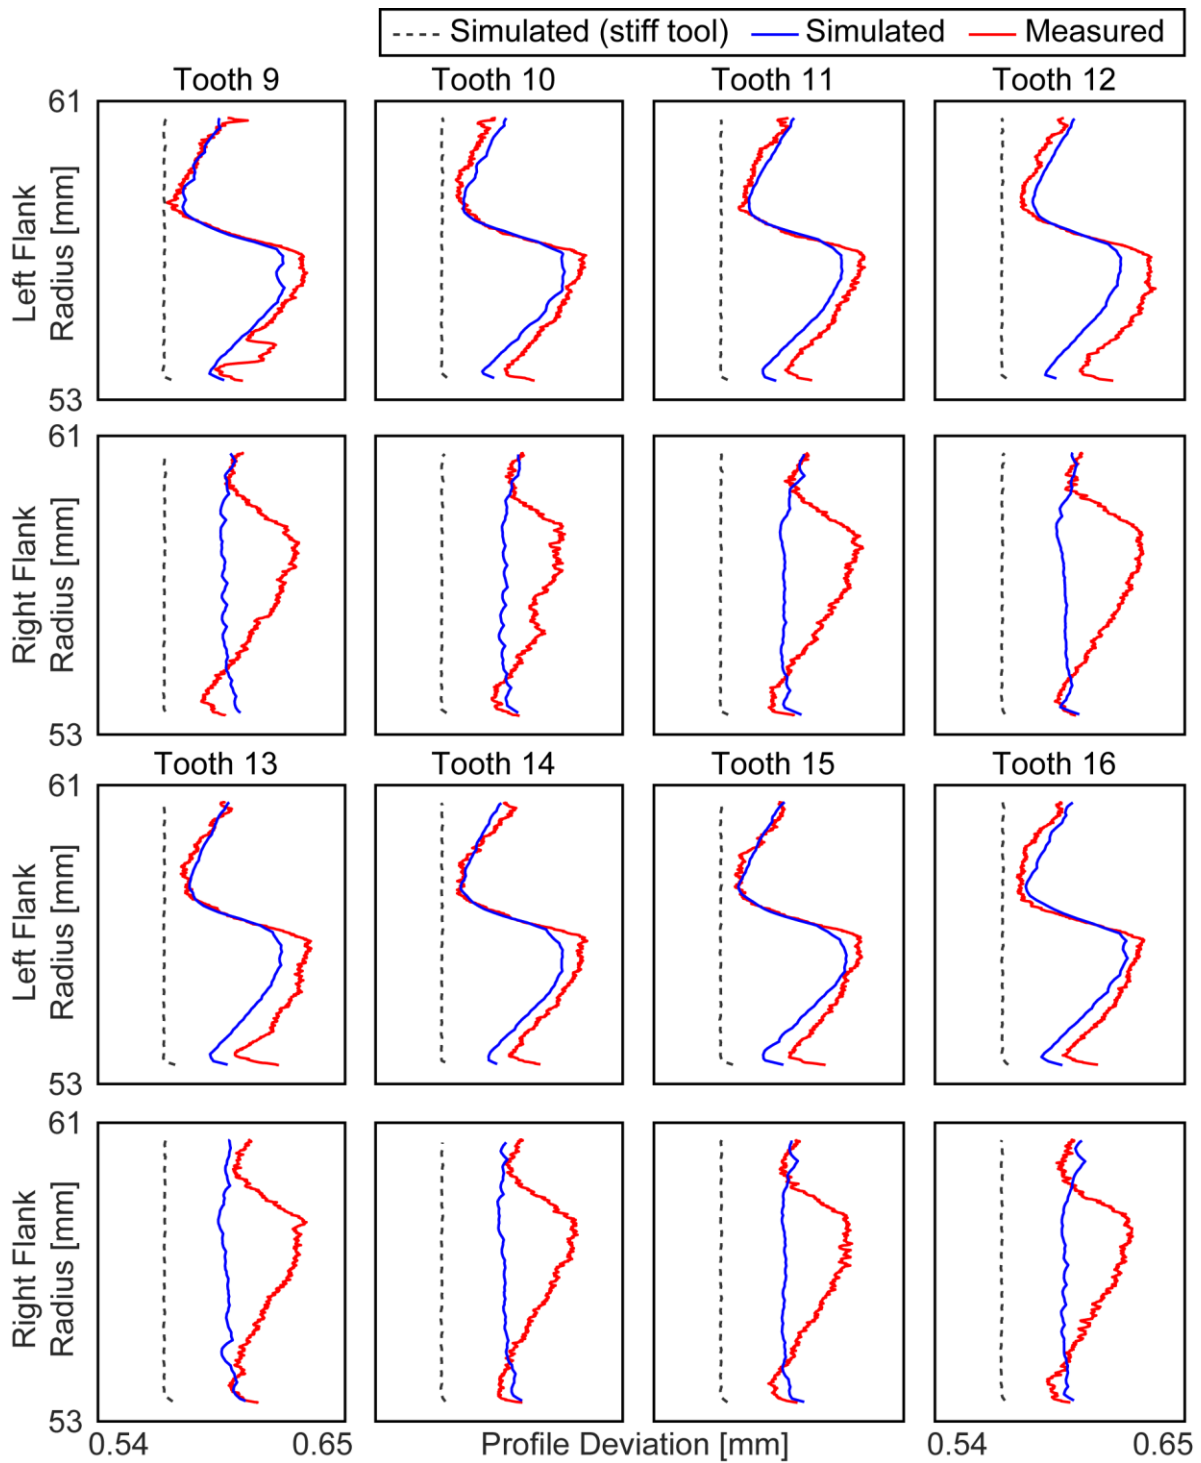 Simulated (stiff tool) Simulated Measured
Tooth 9 Tooth 10 Tooth 11 Tooth 12
61
Left Flank
Radius [mm]
53
61
Right Flank
Radius [mm]
53
Tooth 13 Tooth 14 Tooth 15 Tooth 16
61
Left Flank
Radius [mm]
53
61
Right Flank
Radius [mm]
53
0.54 0.65 Profile Deviation [mm] 0.54 0.65